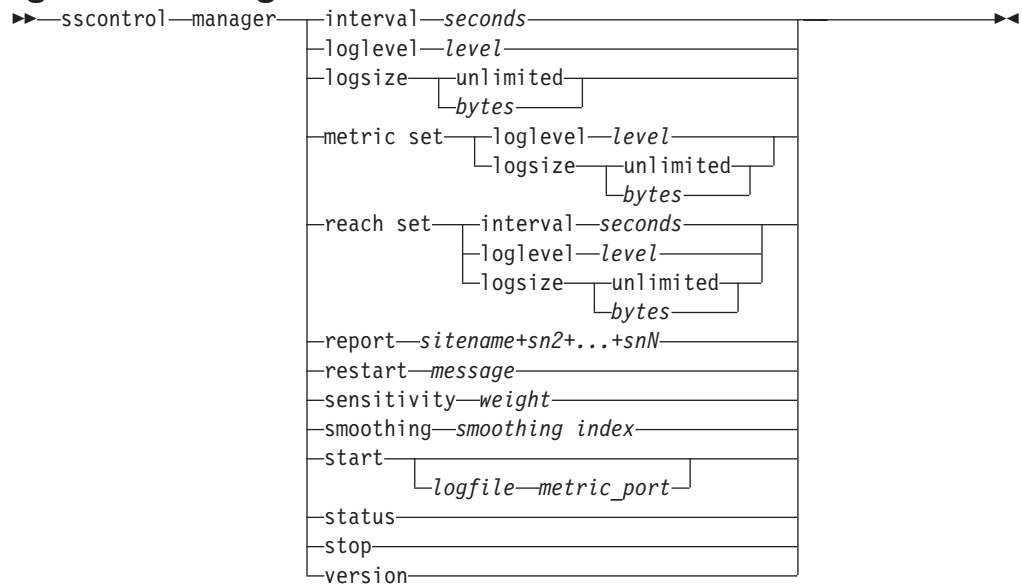 sscontrol manager interval seconds
loglevel level
logsize unlimited
bytes
metric set loglevel level
logsize unlimited
bytes
reach set interval seconds
loglevel level
logsize unlimited
bytes
report sitename+sn2+...+snN
restart message
sensitivity weight
smoothing smoothing index
start
logfile metric_port
status
stop
version